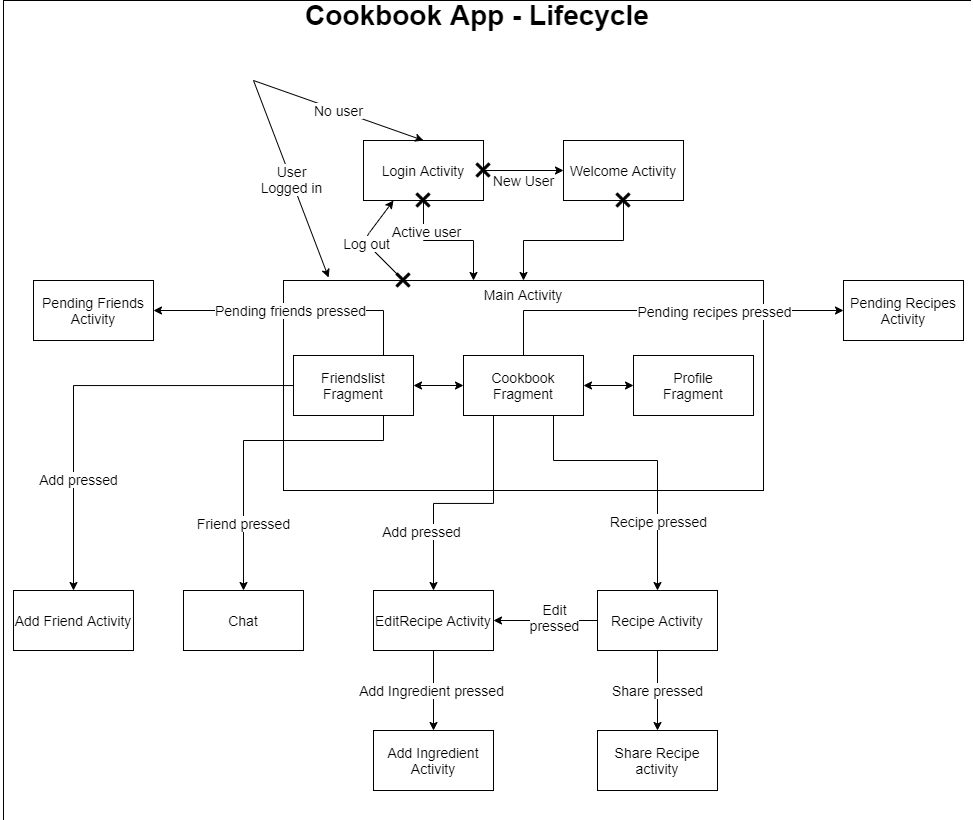 Cookbook App - Lifecycle
No user
User
Logged in
Login Activity
New User
Welcome Activity
Log out
Active user
Main Activity
Pending Friends
Activity
Pending friends pressed
Pending recipes pressed
Pending Recipes
Activity
Friendslist
Fragment
Cookbook
Fragment
Profile
Fragment
Add pressed
Friend pressed
Add pressed
Recipe pressed
Add Friend Activity
Chat
EditRecipe Activity
Edit
pressed
Recipe Activity
Add Ingredient pressed
Share pressed
Add Ingredient
Activity
Share Recipe
activity